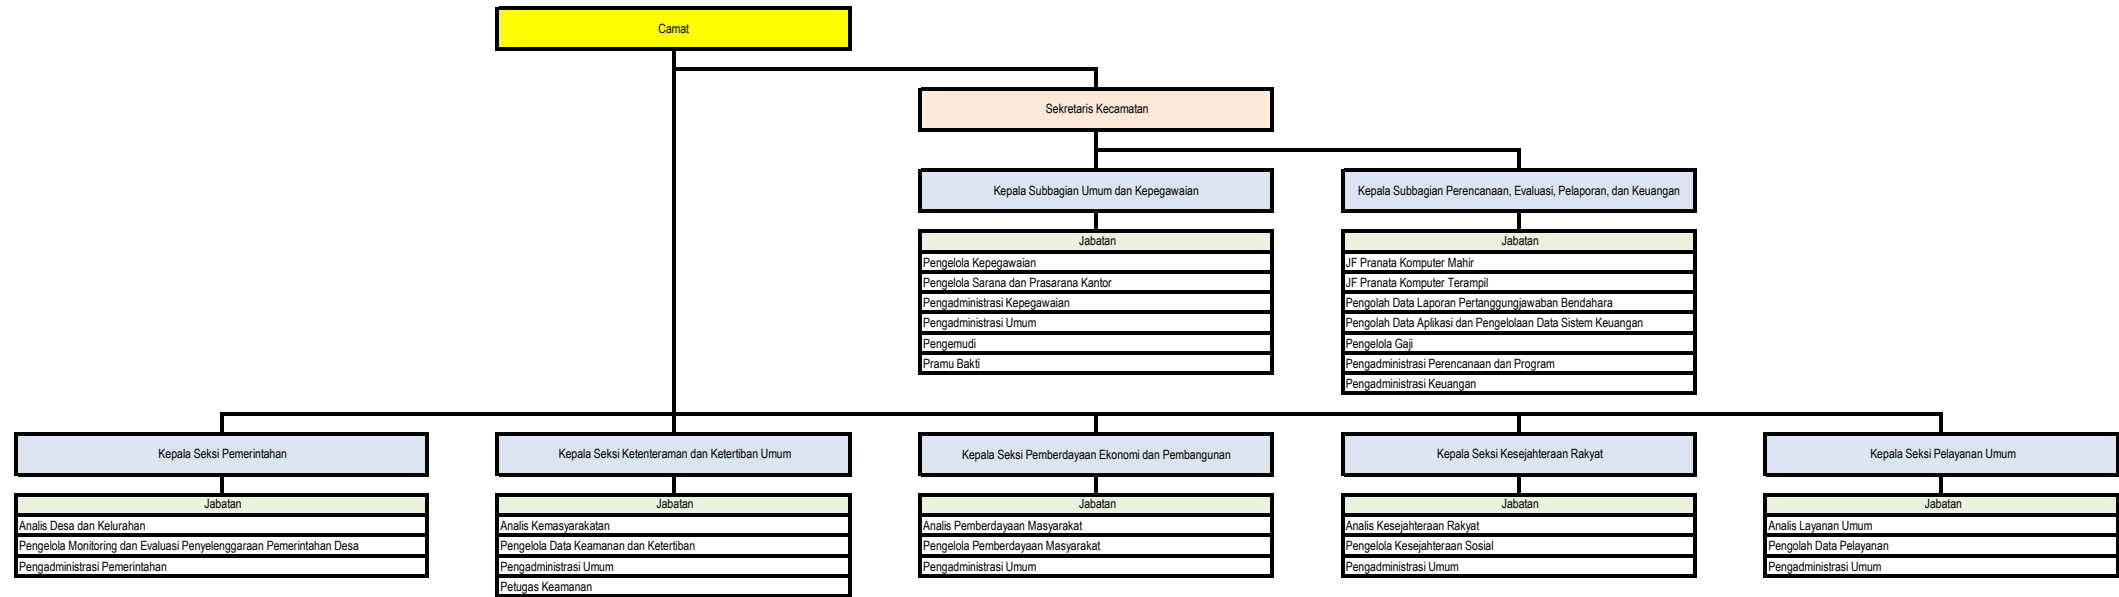 Camat
Sekretaris Kecamatan
Kepala Subbagian Umum dan Kepegawaian
Jabatan
Pengelola Kepegawaian
Pengelola Sarana dan Prasarana Kantor
Pengadministrasi Kepegawaian
Pengadministrasi Umum
Pengemudi
Pramu Bakti
Kepala Subbagian Perencanaan, Evaluasi, Pelaporan, dan Keuangan
Jabatan
JF Pranata Komputer Mahir
JF Pranata Komputer Terampil
Pengolah Data Laporan Pertanggungjawaban Bendahara
Pengolah Data Aplikasi dan Pengelolaan Data Sistem Keuangan
Pengelola Gaji
Pengadministrasi Perencanaan dan Program
Pengadministrasi Keuangan
Kepala Seksi Pemerintahan
Jabatan
Analis Desa dan Kelurahan
Pengelola Monitoring dan Evaluasi Penyelenggaraan Pemerintahan Desa
Pengadministrasi Pemerintahan
Kepala Seksi Ketenteraman dan Ketertiban Umum
Jabatan
Analis Kemasyarakatan
Pengelola Data Keamanan dan Ketertiban
Pengadministrasi Umum
Petugas Keamanan
Kepala Seksi Pemberdayaan Ekonomi dan Pembangunan
Jabatan
Analis Pemberdayaan Masyarakat
Pengelola Pemberdayaan Masyarakat
Pengadministrasi Umum
Kepala Seksi Kesejahteraan Rakyat
Jabatan
Analis Kesejahteraan Rakyat
Pengelola Kesejahteraan Sosial
Pengadministrasi Umum
Kepala Seksi Pelayanan Umum
Jabatan
Analis Layanan Umum
Pengolah Data Pelayanan
Pengadministrasi Umum